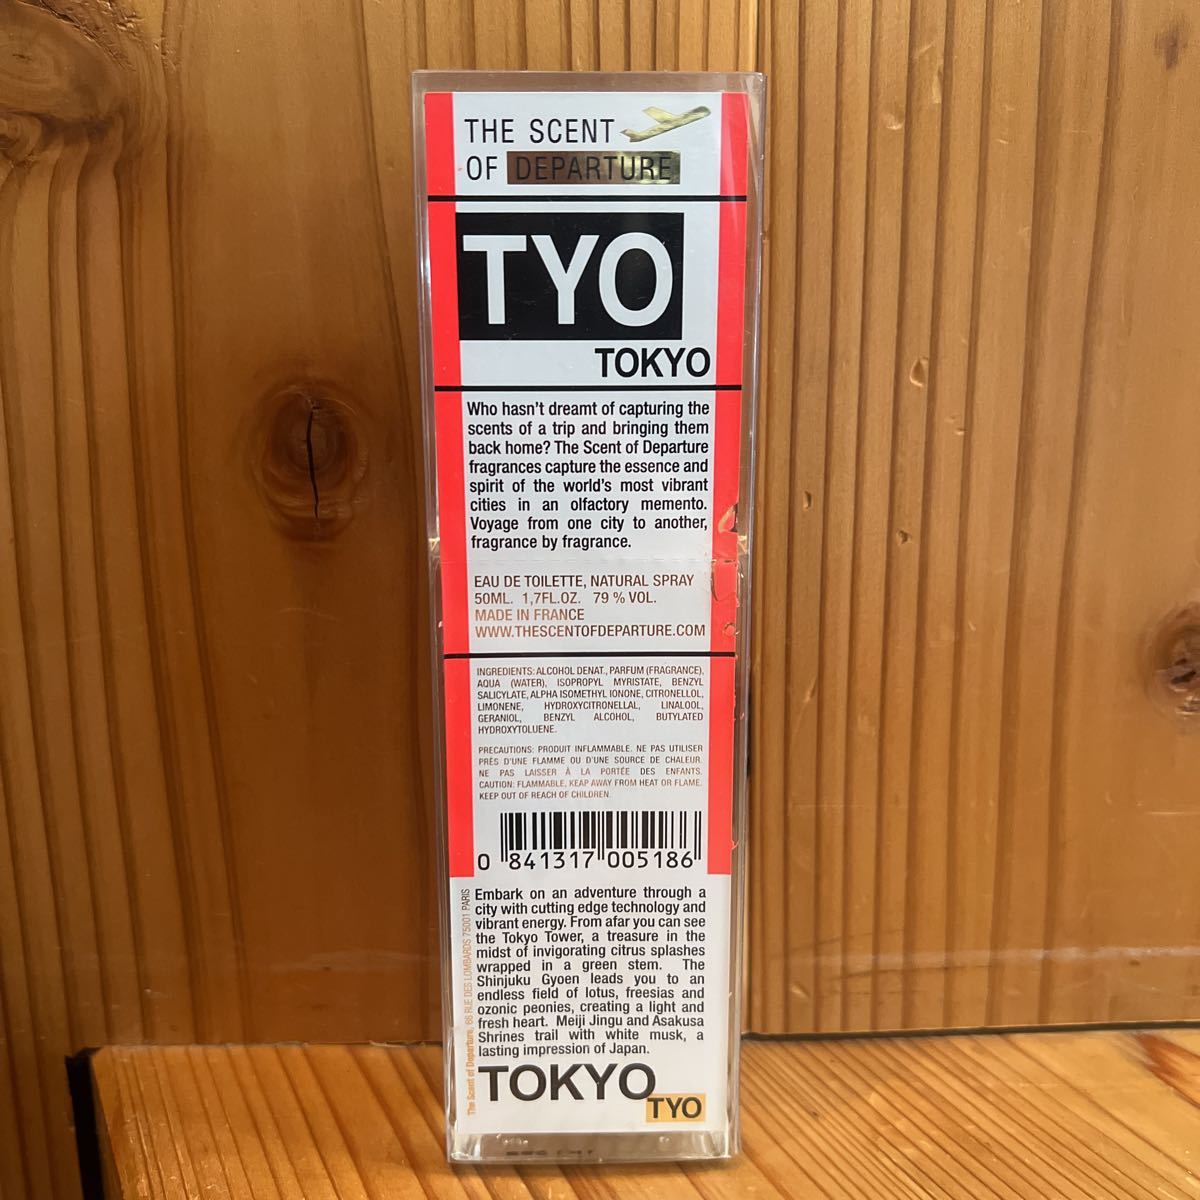 THE SCENT
OF DEPARTURE
TYO
TOKYO
Who hasn't dreamt of capturing the
scents of a trip and bringing them
back home? The Scent of Departure
fragrances capture the essence and
spirit of the world's most vibrant
cities in an olfactory memento.
Voyage from one city to another,
fragrance by fragrance.
EAU DE TOILETTE, NATURAL SPRAY
50ML. 1,7FL.OZ. 79 % VOL.
MADE IN FRANCE
WWW.THESCENTOFDEPARTURE.COM
INGREDIENTS: ALCOHOL DENAT., PARFUM (FRAGRANCE),
AQUA (WATER), ISOPROPYL MYRISTATE, BENZYL
SALICYLATE, ALPHA ISOMETHYL IONONE, CITRONELLOL,
LIMONENE, HYDROXYCITRONELLAL, LINALOOL,
GERANIOL, BENZYL ALCOHOL, BUTYLATED
HYDROXYTOLUENE.
PRECAUTIONS: PRODUIT INFLAMMABLE. NE PAS UTILISER
PRÈS D'UNE FLAMME OU D'UNE SOURCE DE CHALEUR.
NE PAS LAISSER À LA PORTÉE DES ENFANTS.
CAUTION: FLAMMABLE, KEAP AWAY FROM HEAT OR FLAME.
KEEP OUT OF REACH OF CHILDREN.
0 841317 005186
Embark on an adventure through a
city with cutting edge technology and
vibrant energy. From afar you can see
the Tokyo Tower, a treasure in the
midst of invigorating citrus splashes
wrapped in a green stem. The
Shinjuku Gyoen leads you to an
endless field of lotus, freesias and
ozonic peonies, creating a light and
fresh heart. Meiji Jingu and Asakusa
Shrines trail with white musk, a
lasting impression of Japan.
The Scent of Departure, 66 RUE DES LOMBARDS 75001 PARIS
TOKYO
TYO